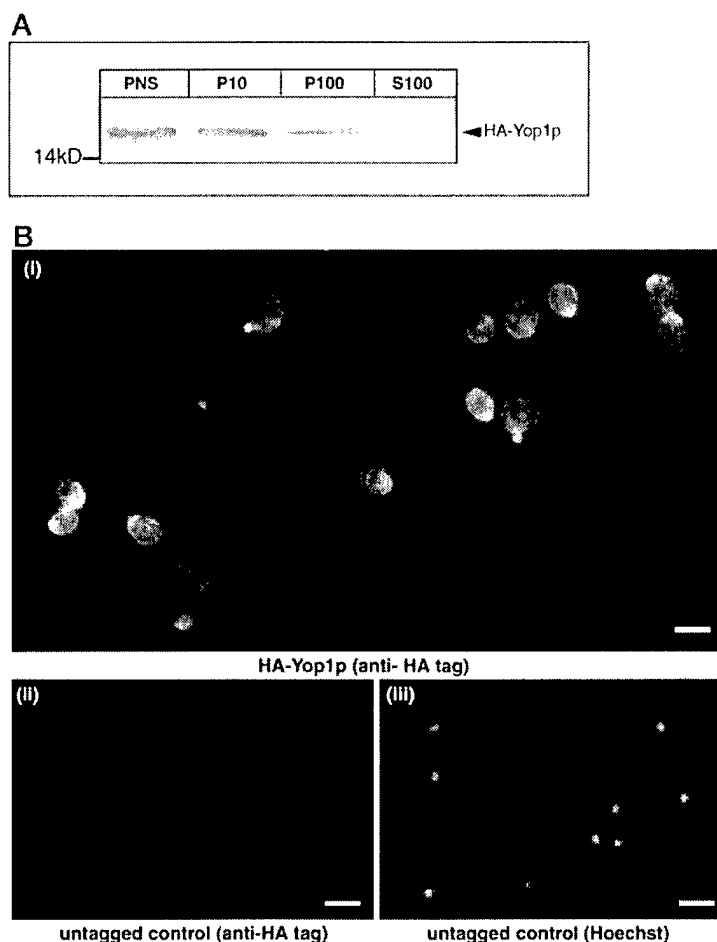 A
PNS P10 P100 S100
HA-Yop1p
14kD
B
(i)
HA-Yop1p (anti- HA tag)
(ii)
(iii)
untagged control (anti-HA tag)
untagged control (Hoechst)